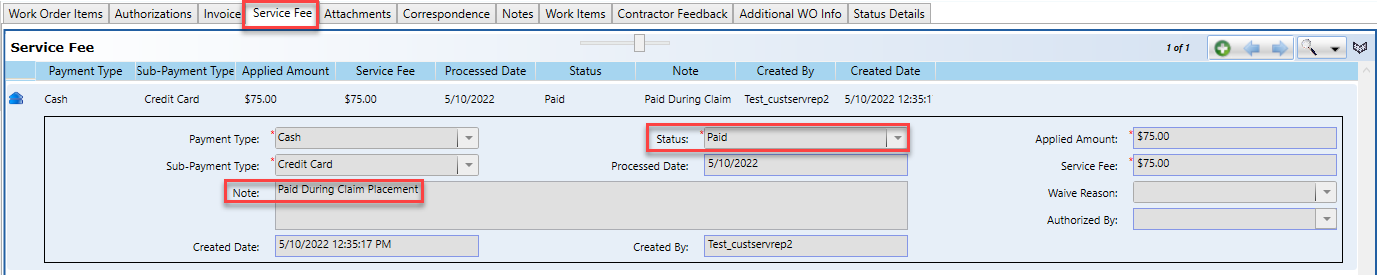 Work Order Items Authorizations Invoice Service Fee Attachments Correspondence Notes Work Items Contractor Feedback Additional WO Info Status Details
Service Fee 1 of 1
Payment Type Sub-Payment Type Applied Amount Service Fee Processed Date Status Note Created By Created Date
Cash Credit Card $75.00 $75.00 5/10/2022 Paid Paid During Claim Test_custservrep2 5/10/2022 12:35:1
Payment Type: * Cash Status: * Paid Applied Amount: * $75.00
Sub-Payment Type: * Credit Card Processed Date: 5/10/2022 Service Fee: * $75.00
Note: Paid During Claim Placement Waive Reason:
Authorized By:
Created Date: 5/10/2022 12:35:17 PM Created By: Test_custservrep2